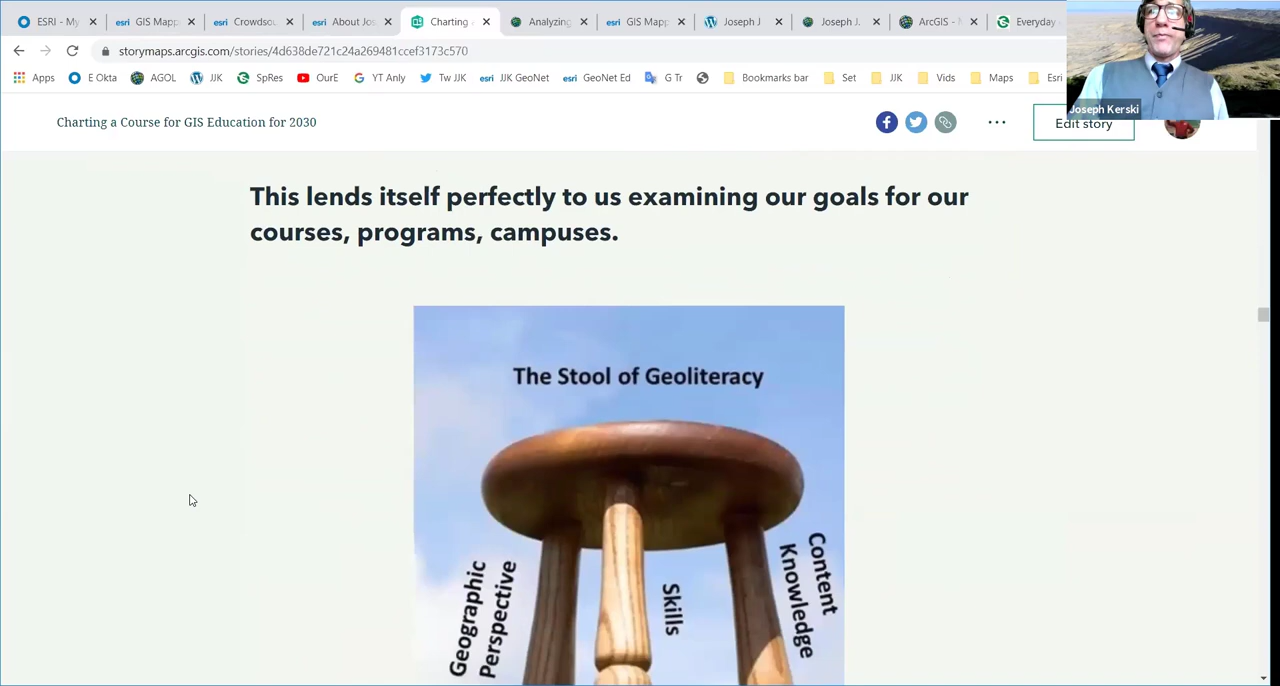 ESRI - My
GIS Mapp
Crowdsou
About Jos
Charting
Analyzing
GIS Mapp
Joseph J
Joseph J.
ArcGIS - M
Everyday
storymaps.arcgis.com/stories/4d638de721c24a269481ccef3173c570
Apps
E Okta
AGOL
JJK
SpRes
OurE
YT Anly
Tw JJK
esri JJK GeoNet
esri GeoNet Ed
G Tr
Bookmarks bar
Set
JJK
Vids
Maps
Esri
Joseph Kerski
Charting a Course for GIS Education for 2030
Edit story
This lends itself perfectly to us examining our goals for our
courses, programs, campuses.
The Stool of Geoliteracy
Geographic
Perspective
Skills
Content
Knowledge